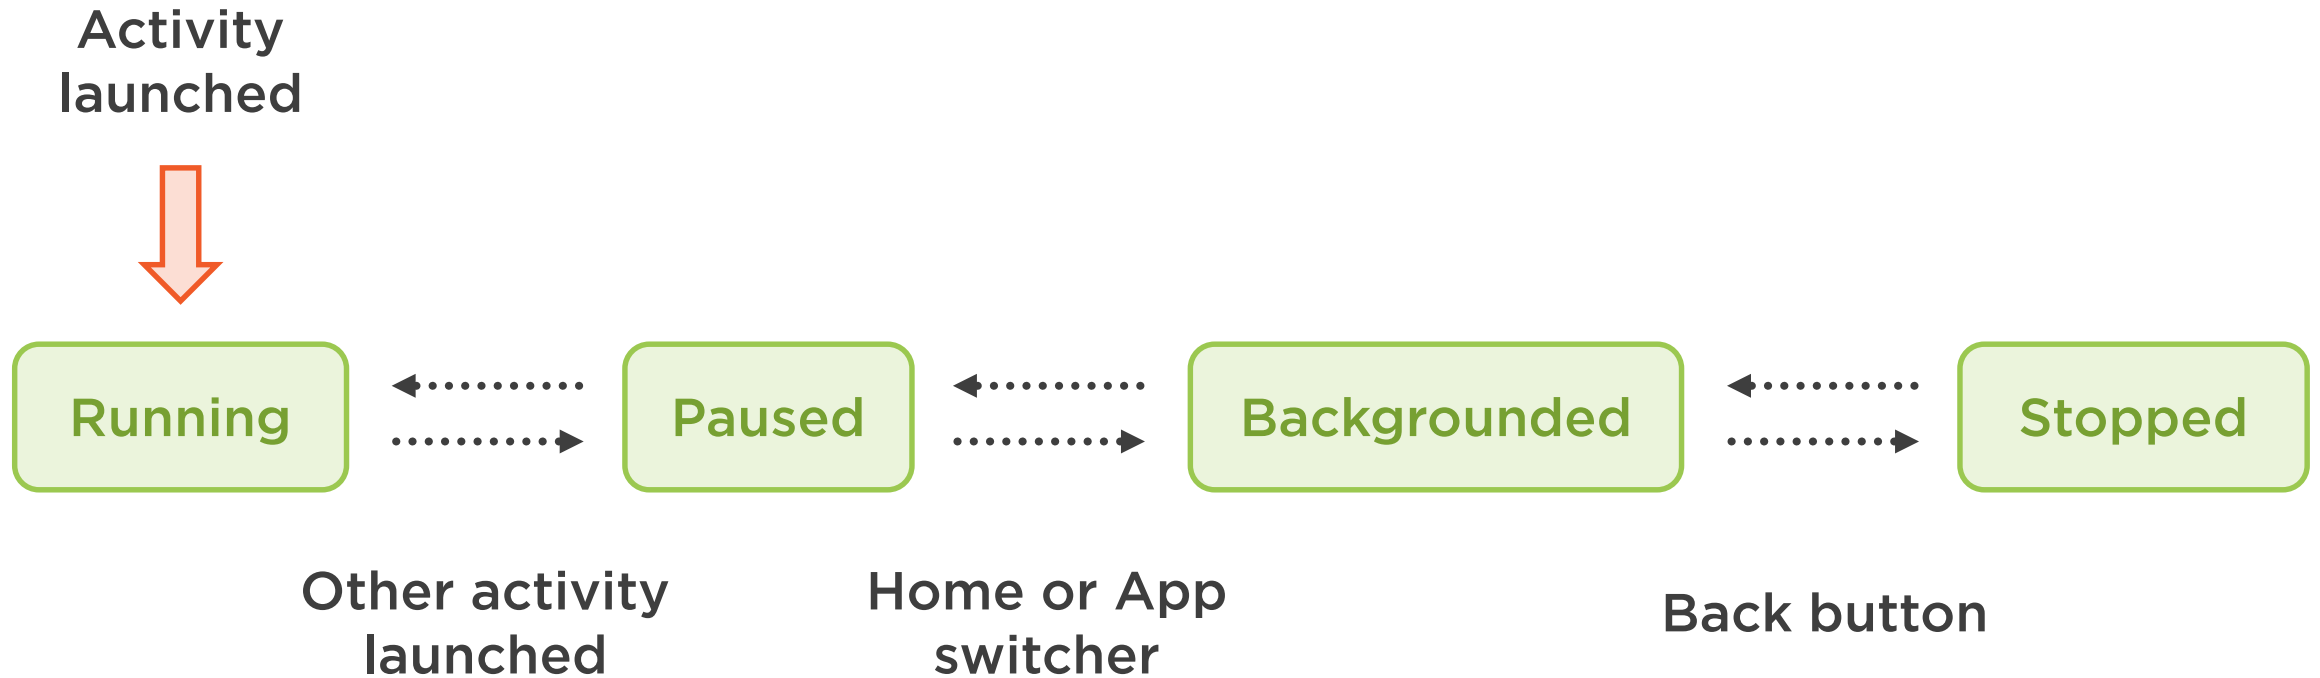 Activity
launched
Running
Paused
Backgrounded
Stopped
Other activity
launched
Home or App
switcher
Back button